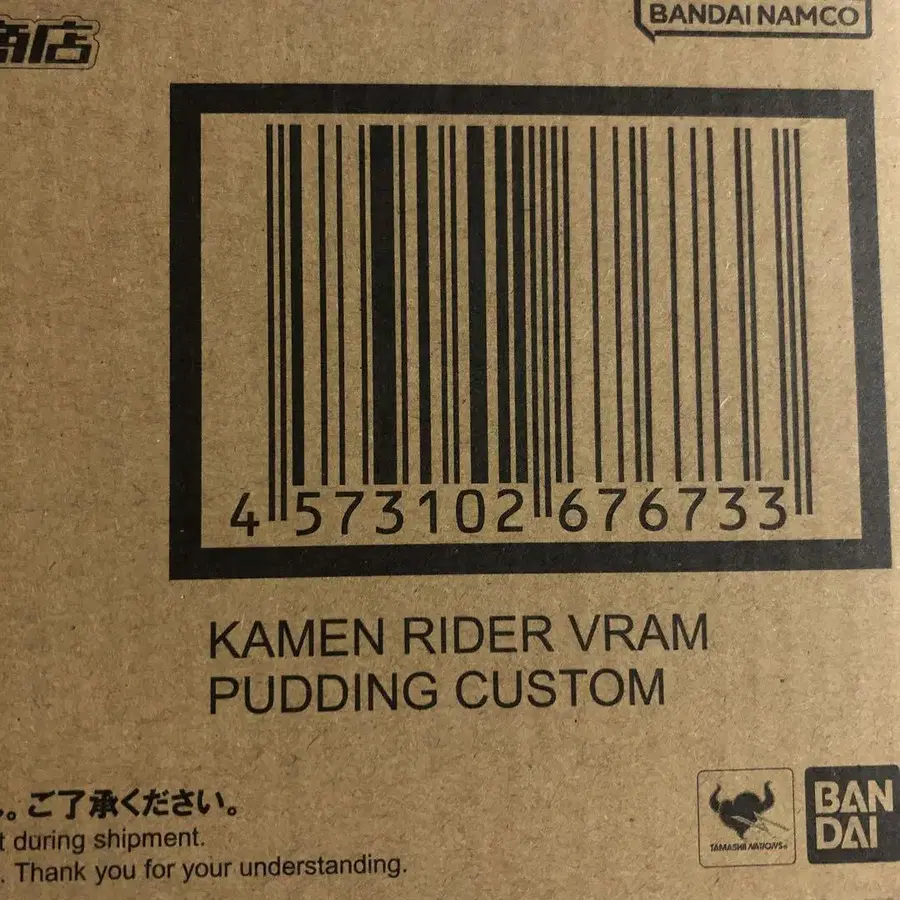 商店
BANDAI NAMCO
4 573102 676733
KAMEN RIDER VRAM
PUDDING CUSTOM
。ご了承ください。
t during shipment.
. Thank you for your understanding.
TAMASHII NATIONS
BAN
DAI